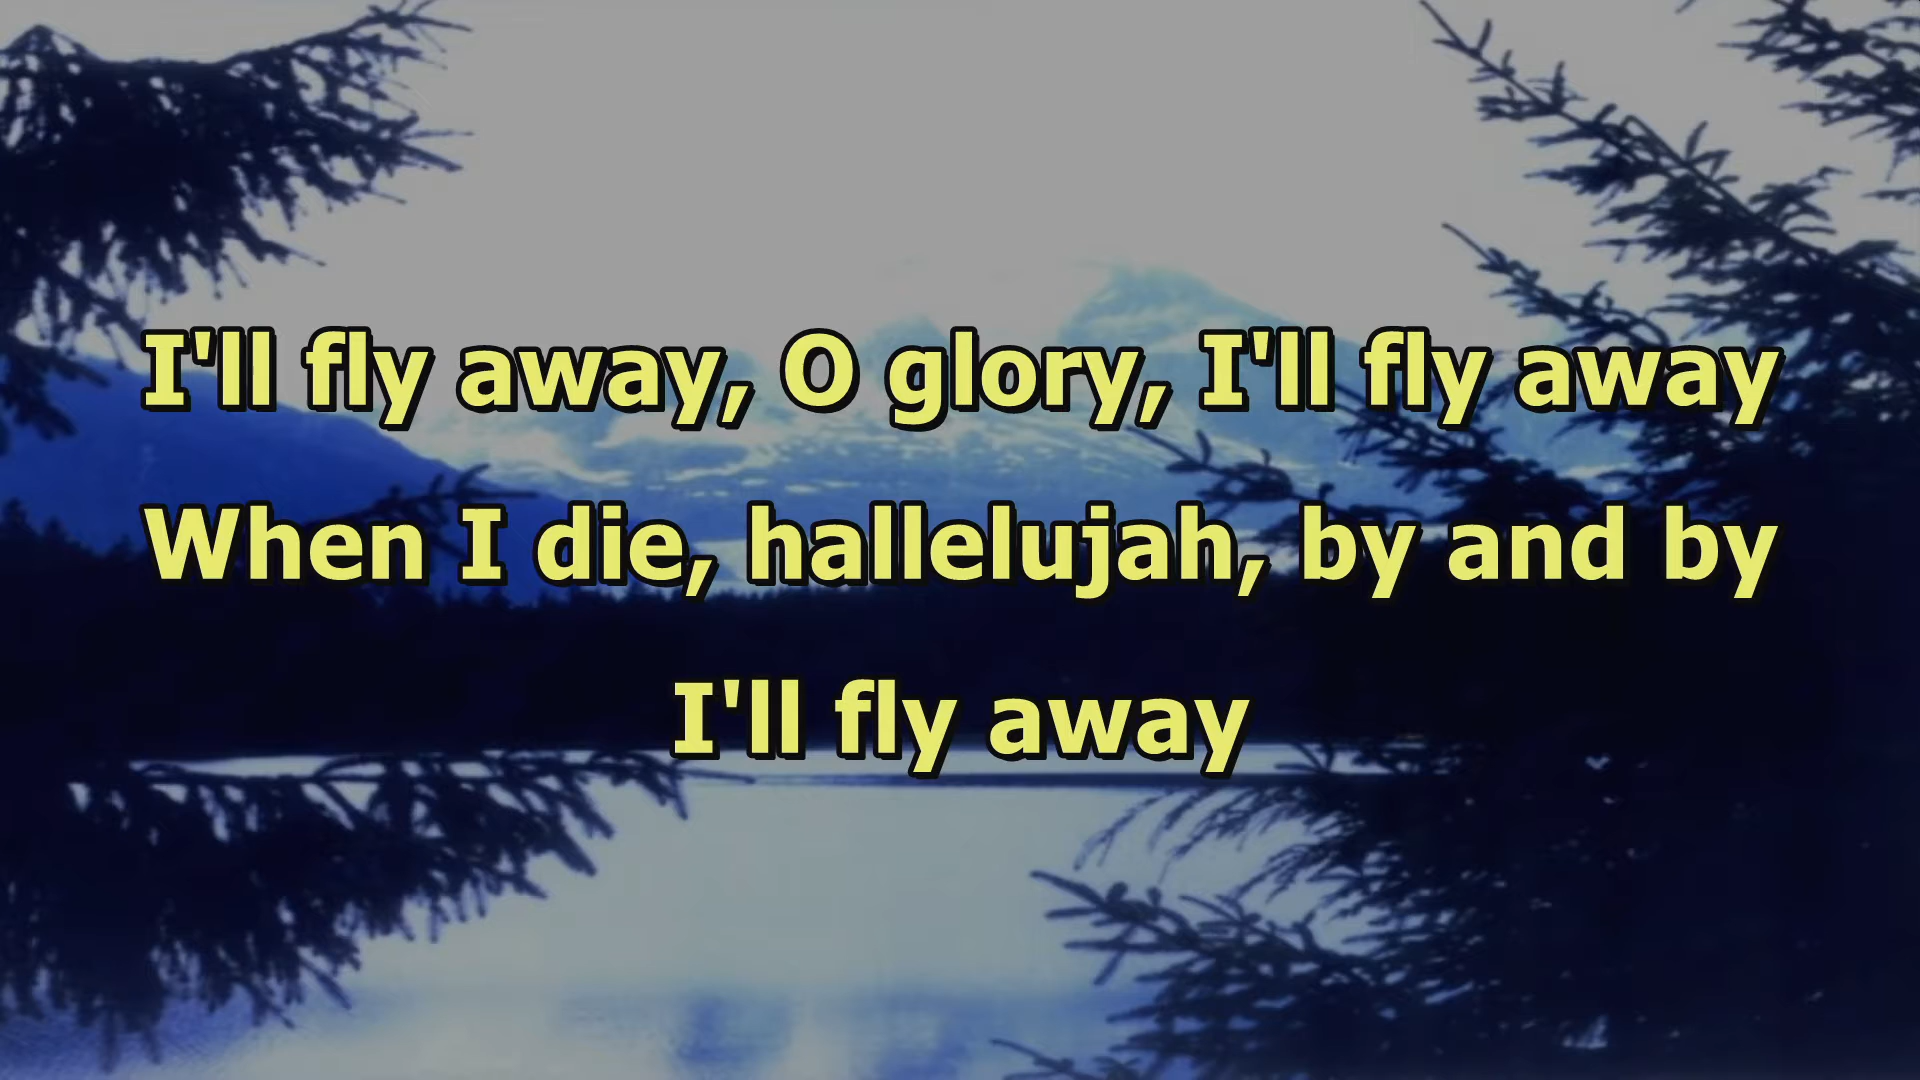 I'll fly away, O glory, I'll fly away
When I die, hallelujah, by and by
I'll fly away